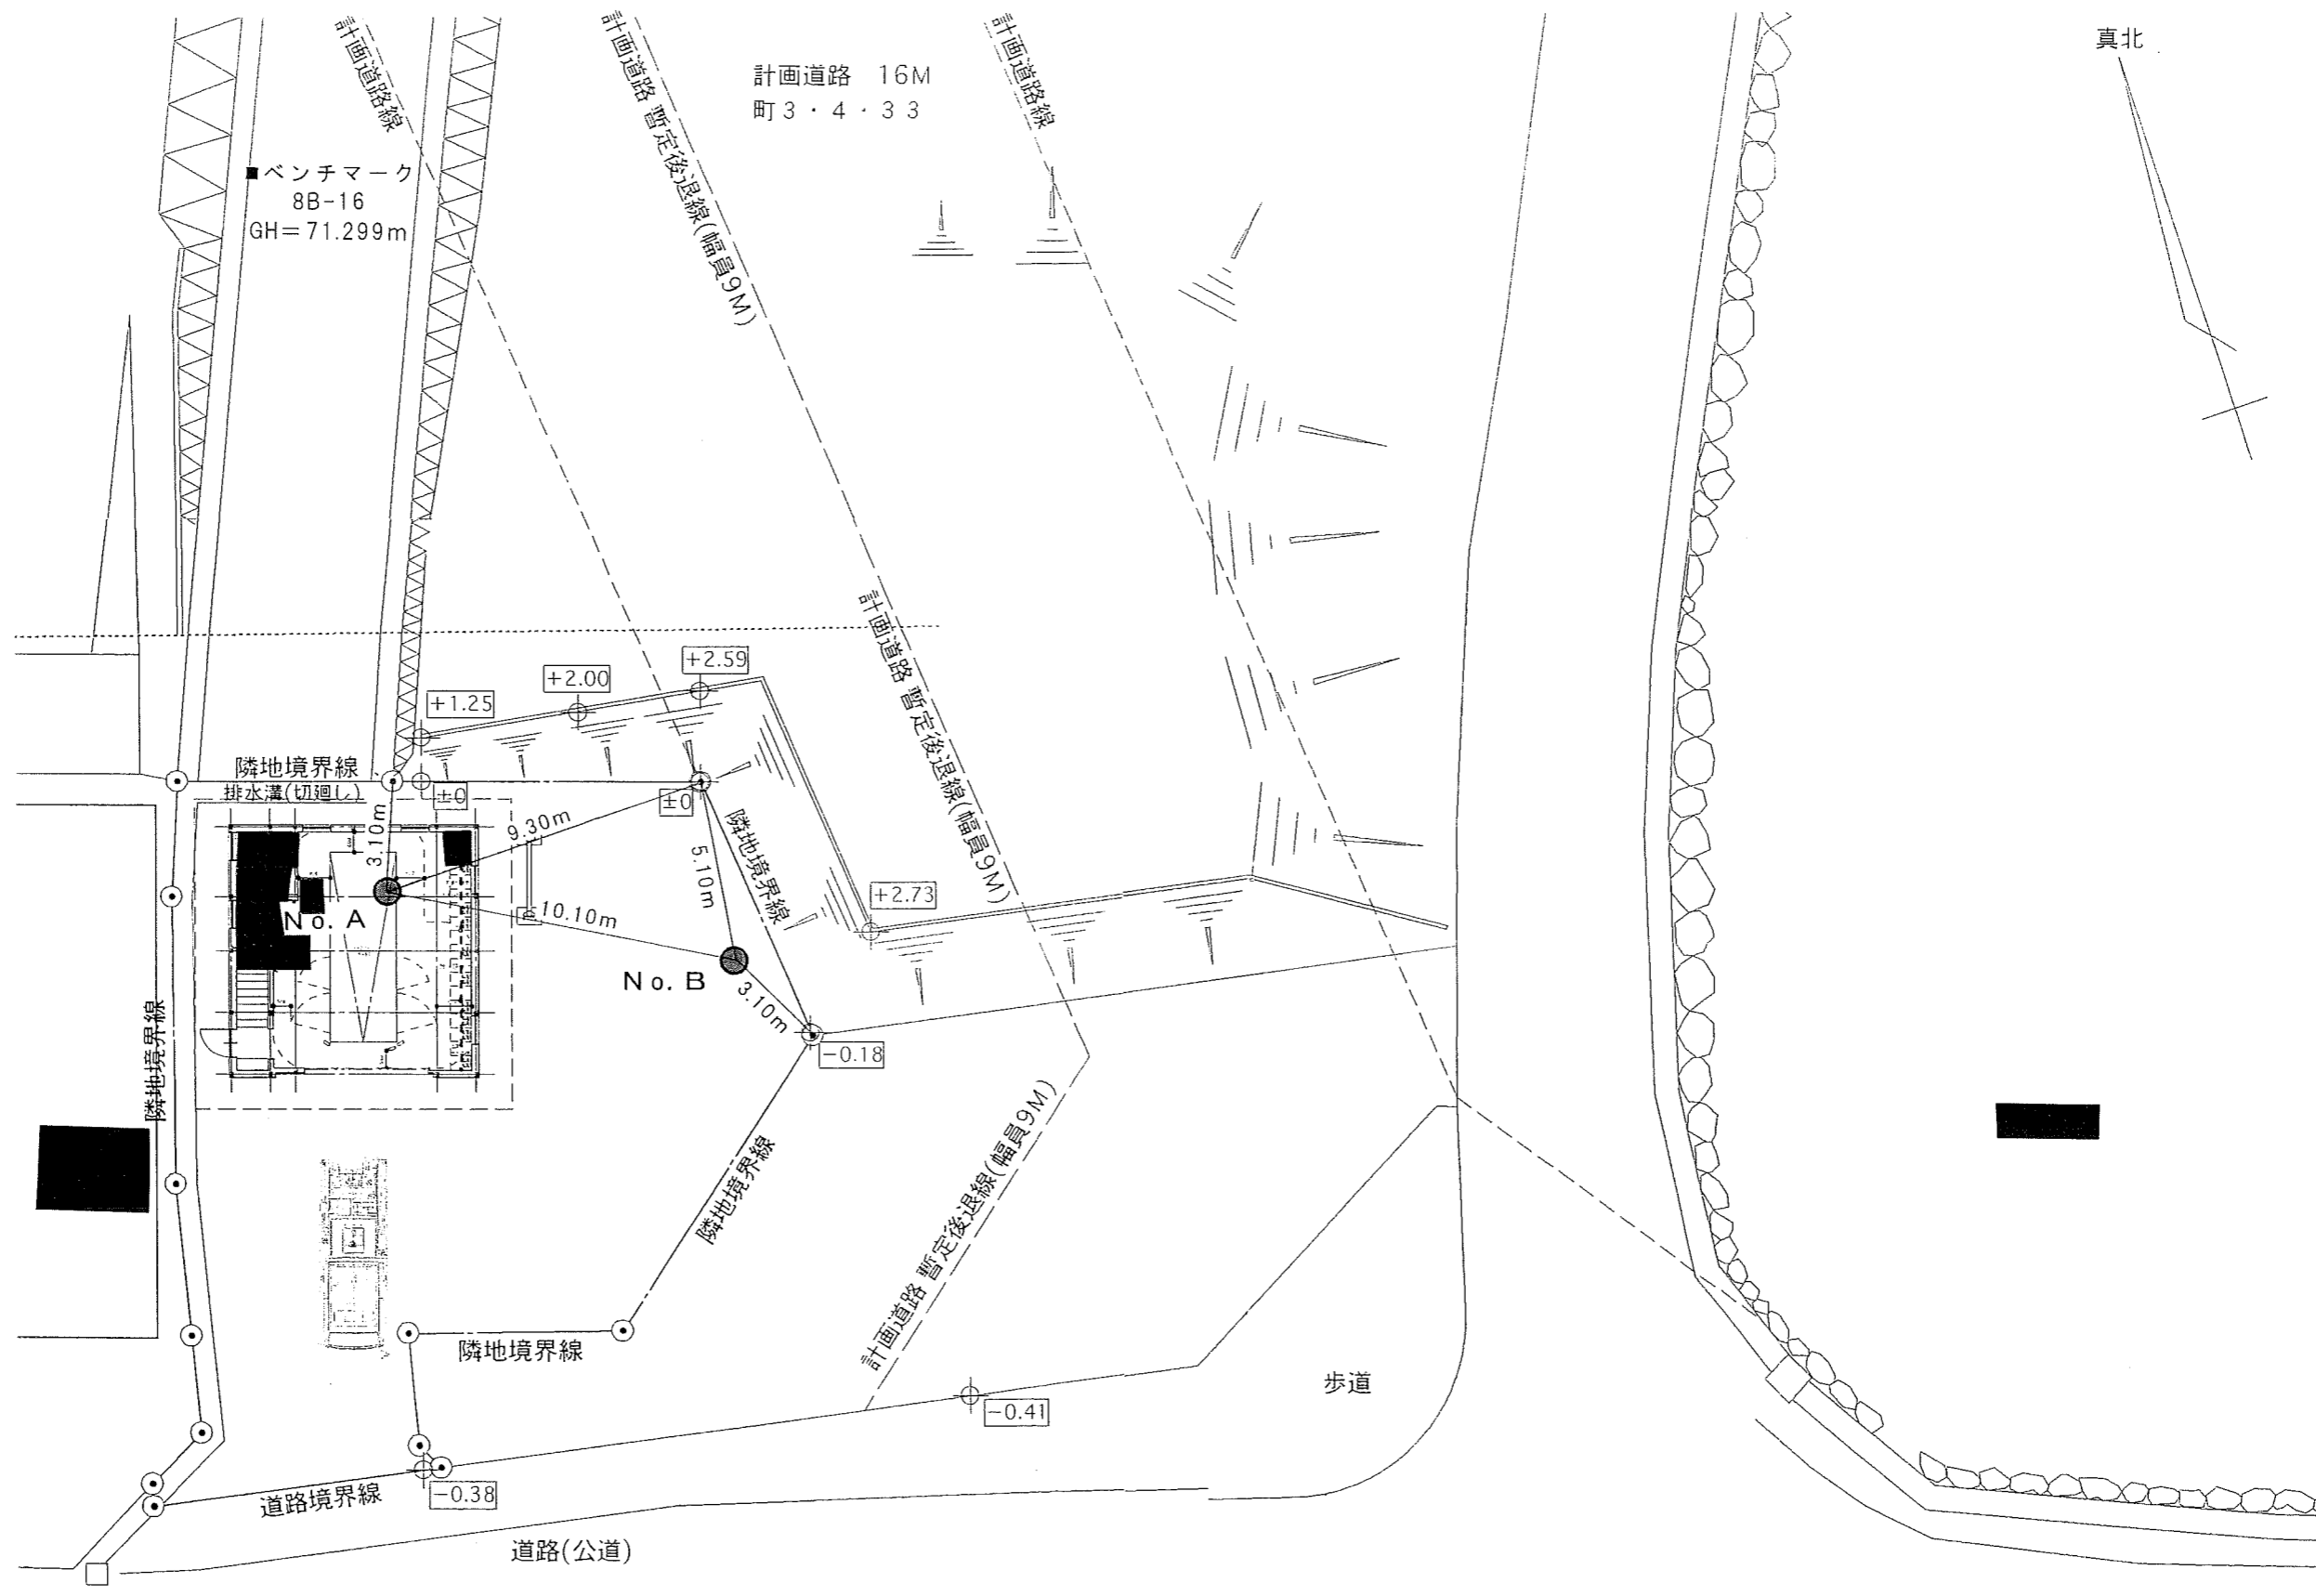 真北
計画道路線
計画道路 暫定後退線(幅員9M)
計画道路線
計画道路 16M
町3・4・33
■ベンチマーク
8B-16
GH=71.299m
計画道路 暫定後退線(幅員9M)
+2.59
+2.00
+1.25
隣地境界線
排水溝(切廻し)
±0
±0
3.10m
9.30m
5.10m
隣地境界線
+2.73
No. A
10.10m
No. B
3.10m
-0.18
隣地境界線
隣地境界線
計画道路 暫定後退線(幅員9M)
隣地境界線
歩道
-0.41
-0.38
道路境界線
道路(公道)